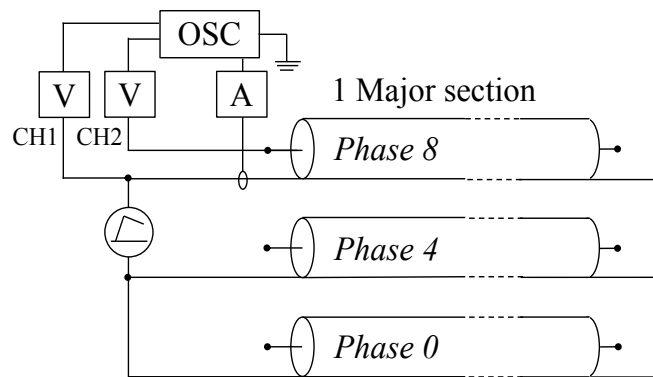 OSC
V
V
A
CH1
CH2
1 Major section
Phase 8
Phase 4
Phase 0